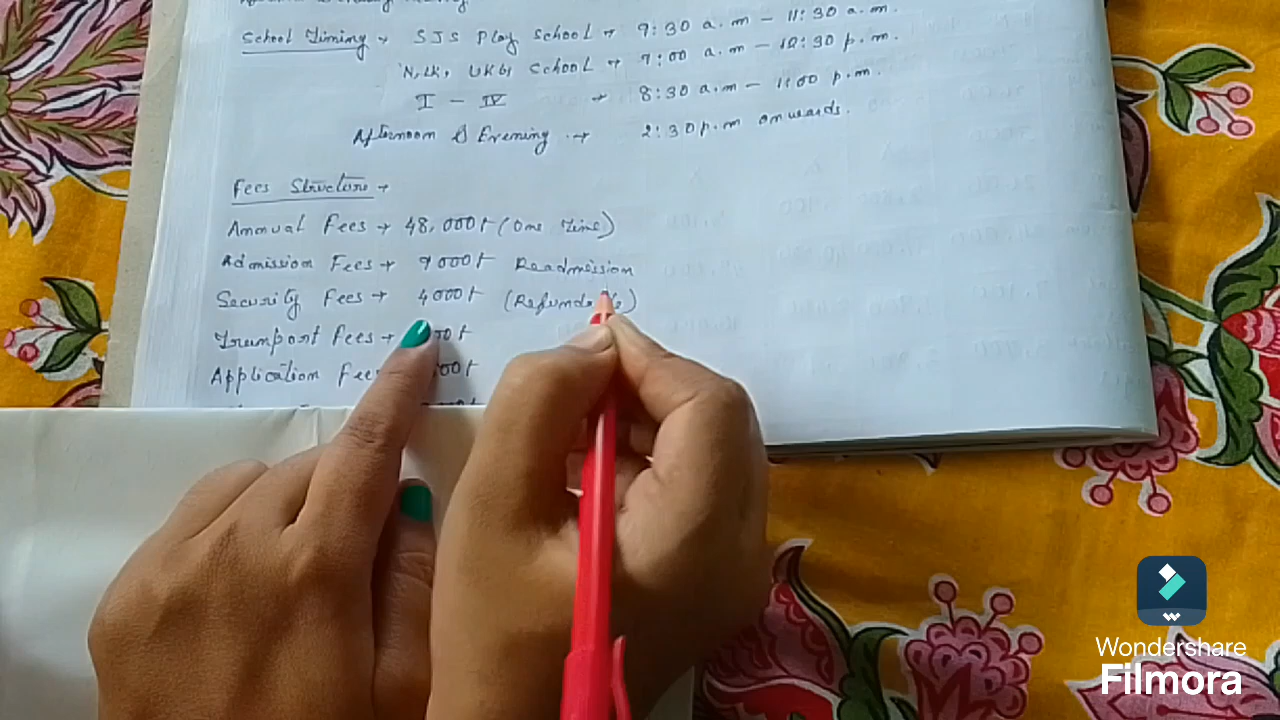 School Timing → SJS Play School → 9:30 a.m – 11:30 a.m.
N, LK, UKG School → 9:00 a.m – 12:30 p.m.
I – IV → 8:30 a.m – 1:00 p.m.
Afternoon & Evening → 2:30 p.m onwards.
Fees Structure →
Annual Fees → 48,000/- (One Time)
Admission Fees → 9000/- Readmission
Security Fees → 4000/-
Transport fees →
Application Fees
Wondershare
Filmora